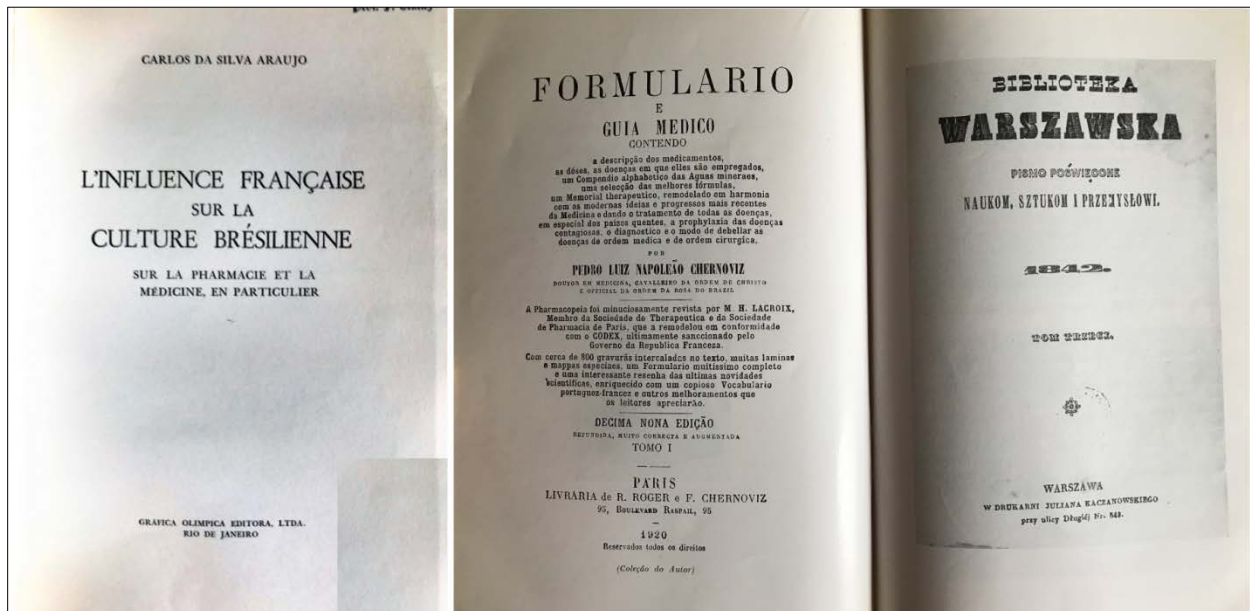 CARLOS DA SILVA ARAUJO
L'INFLUENCE FRANÇAISE
SUR LA
CULTURE BRÉSILIENNE
SUR LA PHARMACIE ET LA
MÉDICINE, EN PARTICULIER
GRÁFICA OLIMPICA EDITORA, LTDA.
RIO DE JANEIRO
FORMULARIO
E
GUIA MEDICO
CONTENDO
a descripção dos medicamentos,
as dóses, as doenças em que elles são empregados,
um Compendio alphabetico das Aguas mineraes,
uma selecção das melhores fórmulas,
um Memorial therapeutico, remodelado em harmonia
com as modernas ideias e progressos mais recentes
da Medicina e dando o tratamento de todas as doenças,
em especial dos paizes quentes, a prophylaxia das doenças
contagiosas, o diagnostico e o modo de debellar as
doenças de ordem medica e de ordem cirurgica.
POR
PEDRO LUIZ NAPOLEÃO CHERNOVIZ
DOUTOR EM MEDICINA, CAVALLEIRO DA ORDEM DE CHRISTO
E OFFICIAL DA ORDEM DA ROSA DO BRAZIL
A Pharmacopeia foi minuciosamente revista por M. H. LACROIX,
Membro da Sociedade de Therapeutica e da Sociedade
de Pharmacia de Paris, que a remodelou em conformidade
com o CODEX, ultimamente sanccionado pelo
Governo da Republica Franceza.
Com cerca de 800 gravuras intercaladas no texto, muitas laminas
e mappas especiaes, um Formulario multissimo completo
e uma interessante resenha das ultimas novidades
scientificas, enriquecido com um copioso Vocabulario
portuguez-francez e outros melhoramentos que
os leitores apreciarão.
DECIMA NONA EDIÇÃO
REFUNDIDA, MUITO CORRECTA E AUGMENTADA
TOMO I
PARIS
LIVRARIA de R. ROGER e F. CHERNOVIZ
95, BOULEVARD RASPAIL, 95
1920
Reservados todos os direitos
(Coleção do Autor)
BIBLIOTEKA
WARSZAWSKA
PISMO POŚWIĘCONE
NAUKOM, SZTUKOM I PRZEMYSŁOWI.
1842.
TOM TRZECI.
WARSZAWA
W DRUKARNI JULIANA KACZANOWSKIEGO
przy ulicy Długiéj Nr. 543.